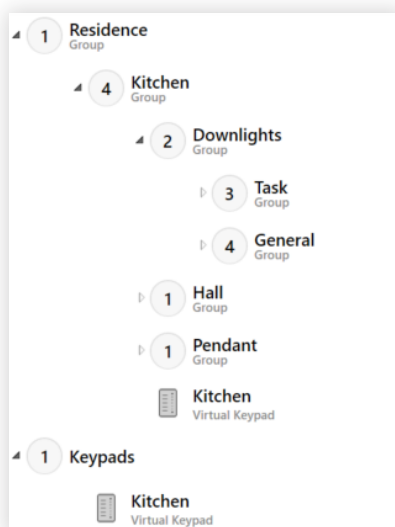 1 Residence
Group
4 Kitchen
Group
2 Downlights
Group
3 Task
Group
4 General
Group
1 Hall
Group
1 Pendant
Group
Kitchen
Virtual Keypad
1 Keypads
Kitchen
Virtual Keypad